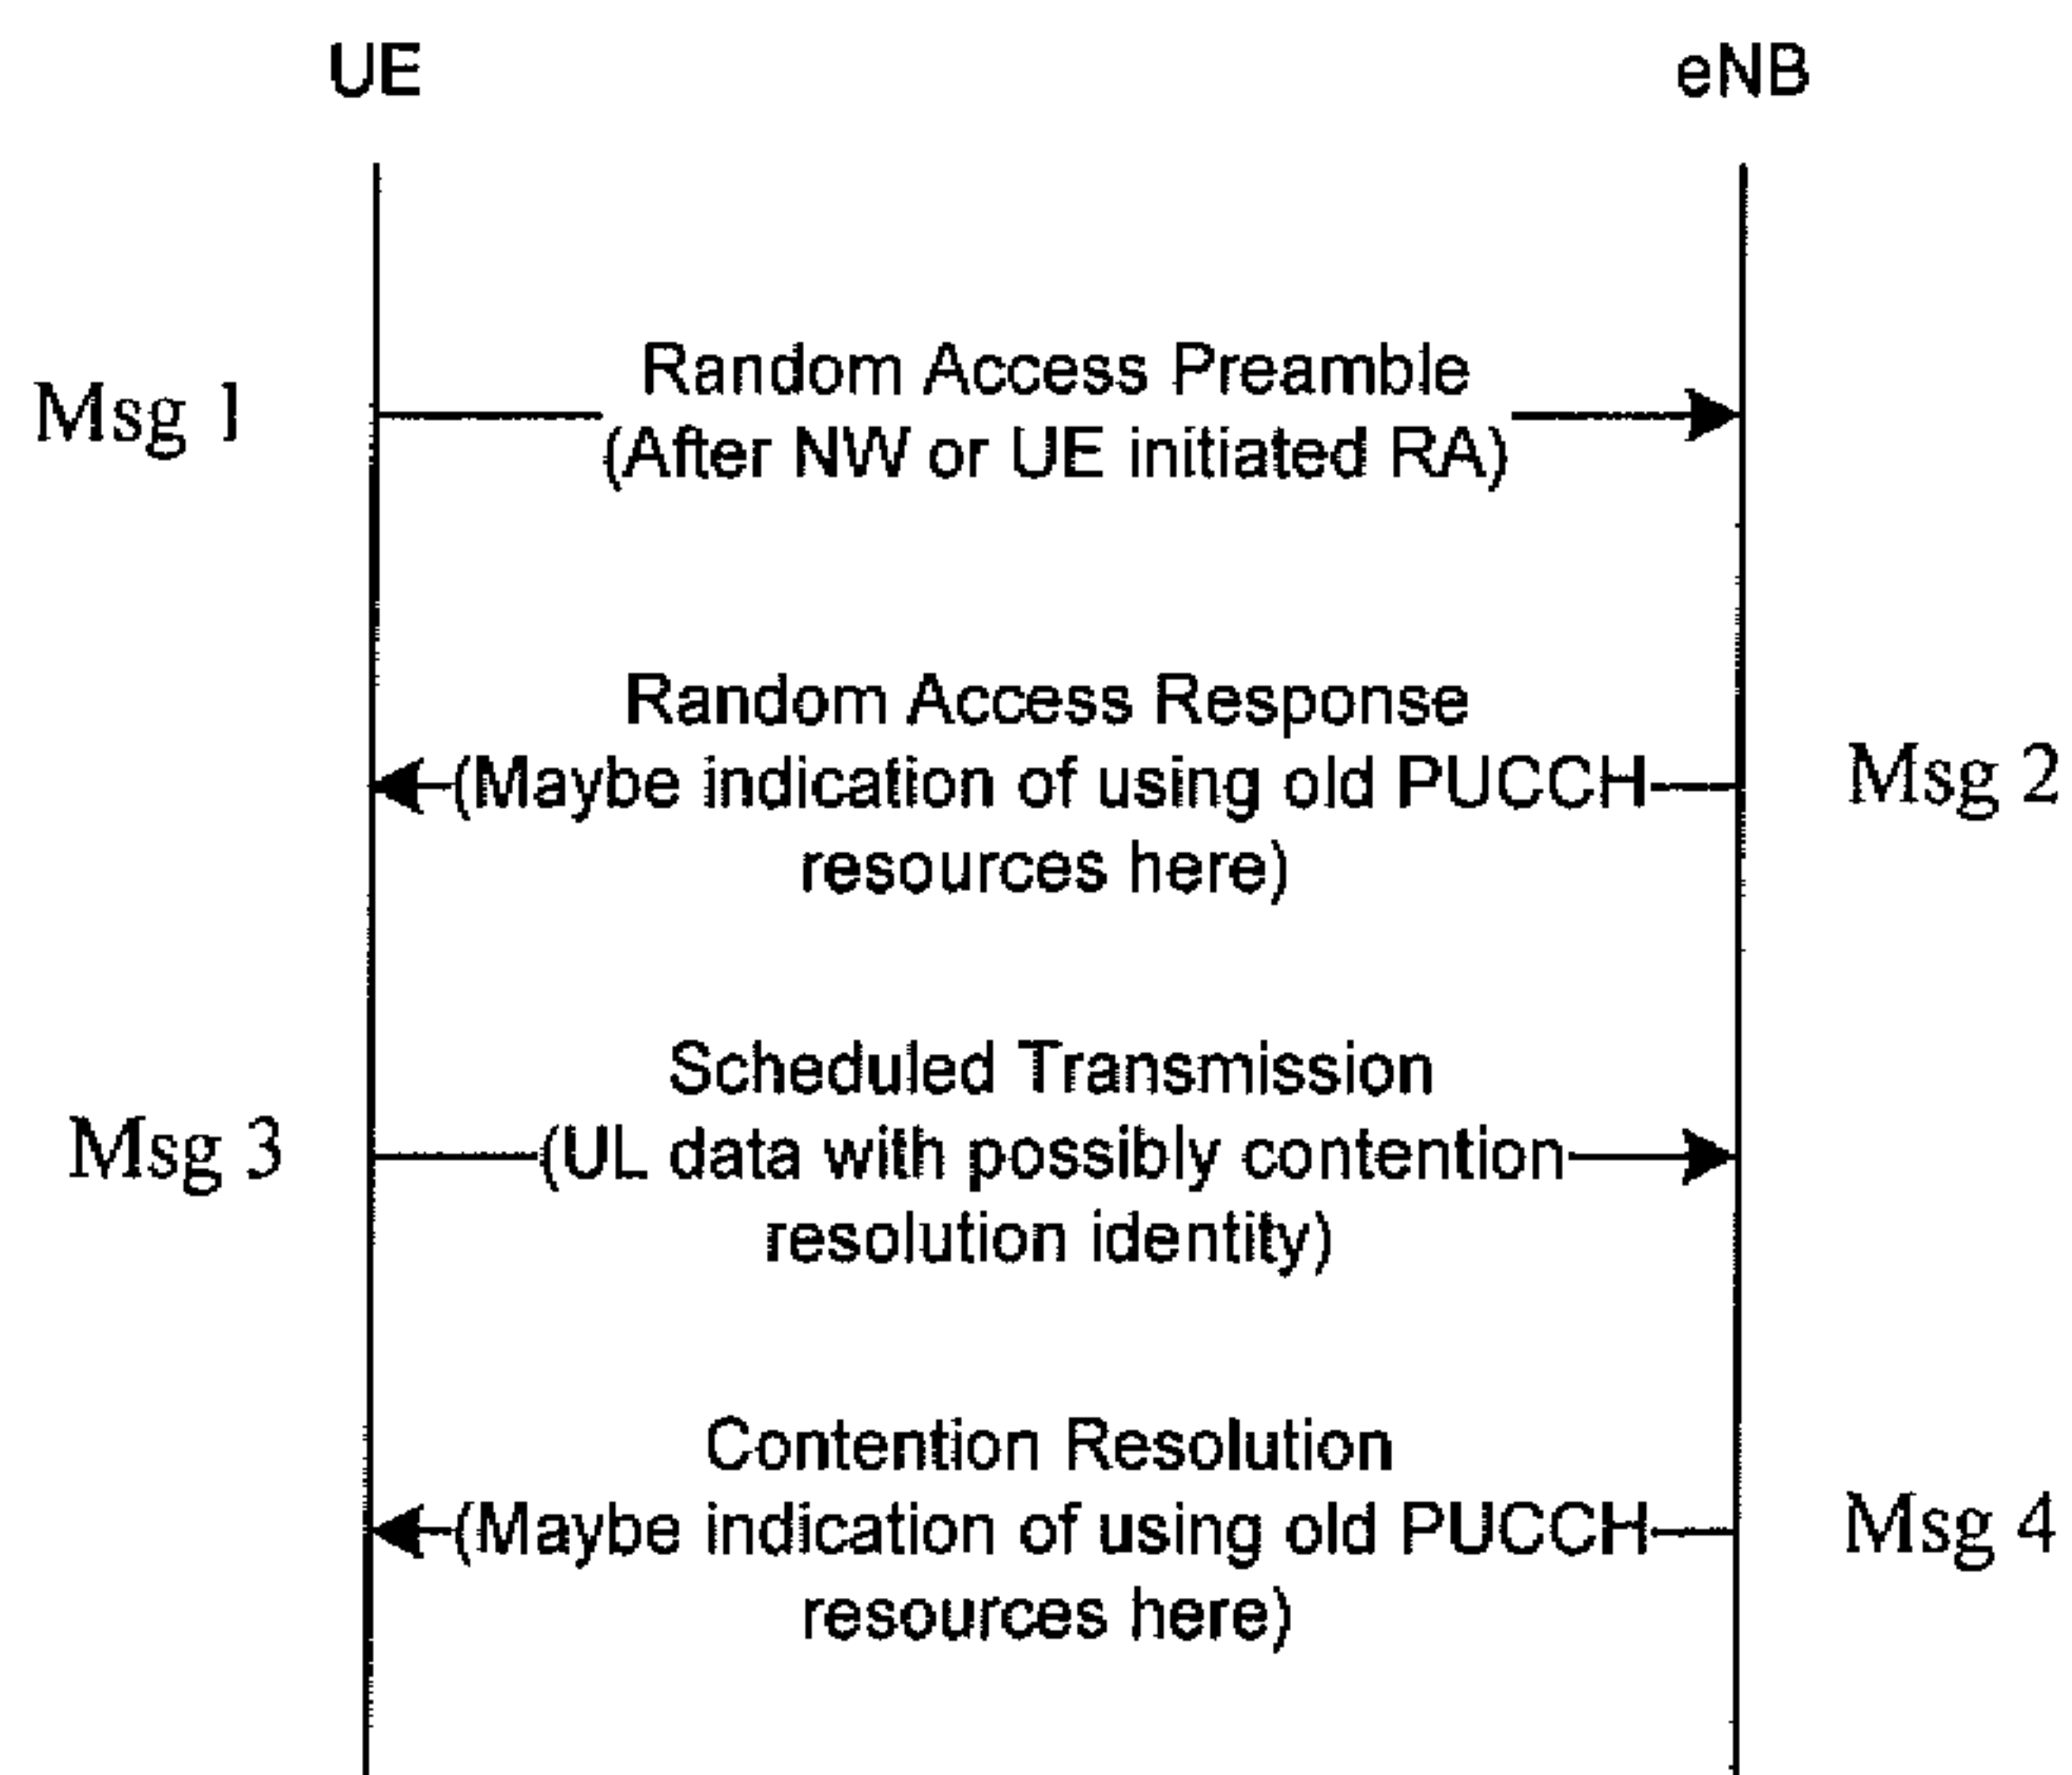 UE
eNB
Msg 1
Random Access Preamble
(After NW or UE initiated RA)
Random Access Response
(Maybe indication of using old PUCCH
resources here)
Msg 2
Scheduled Transmission
Msg 3
(UL data with possibly contention
resolution identity)
Contention Resolution
(Maybe indication of using old PUCCH
resources here)
Msg 4